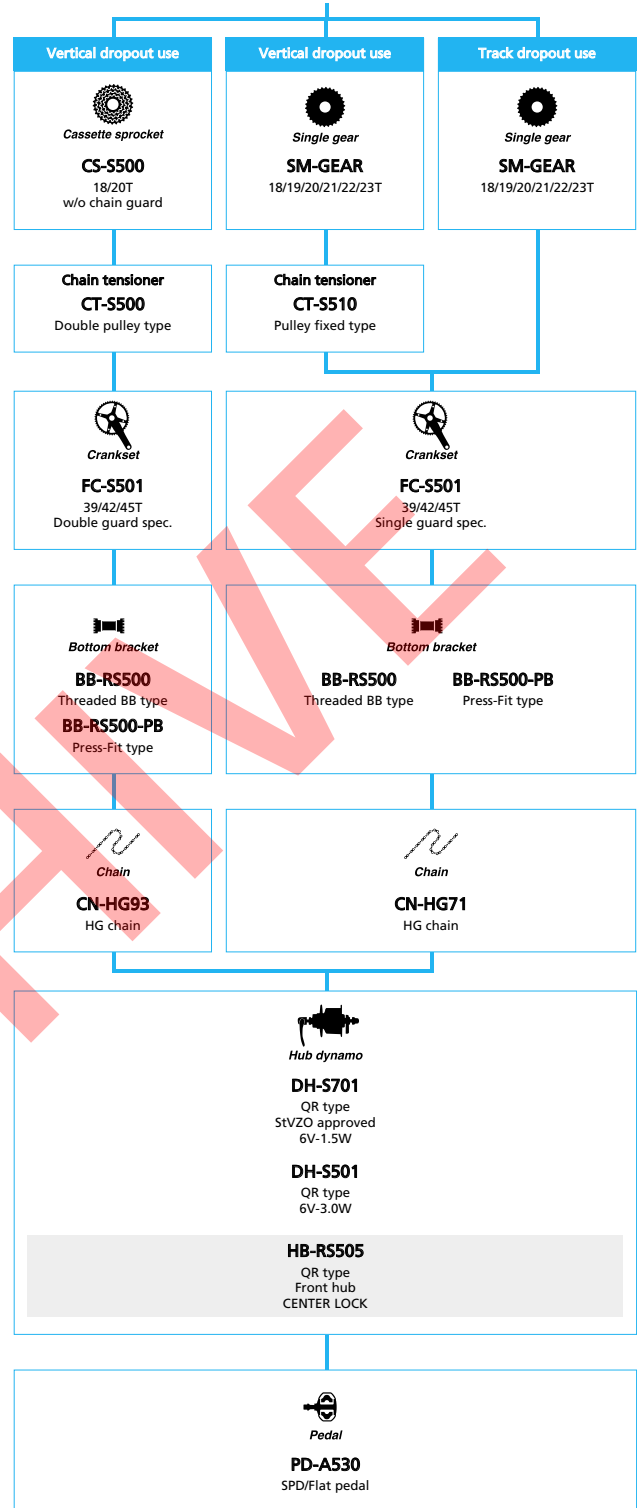 Vertical dropout use
Vertical dropout use
Track dropout use
Cassette sprocket
CS-S500
18/20T
w/o chain guard
Single gear
SM-GEAR
18/19/20/21/22/23T
Single gear
SM-GEAR
18/19/20/21/22/23T
Chain tensioner
CT-S500
Double pulley type
Chain tensioner
CT-S510
Pulley fixed type
Crankset
FC-S501
39/42/45T
Double guard spec.
Crankset
FC-S501
39/42/45T
Single guard spec.
Bottom bracket
BB-RS500
Threaded BB type
BB-RS500-PB
Press-Fit type
Bottom bracket
BB-RS500
Threaded BB type
BB-RS500-PB
Press-Fit type
Chain
CN-HG93
HG chain
Chain
CN-HG71
HG chain
Hub dynamo
DH-S701
QR type
StVZO approved
6V-1.5W
DH-S501
QR type
6V-3.0W
HB-RS505
QR type
Front hub
CENTER LOCK
Pedal
PD-A530
SPD/Flat pedal
HIVE